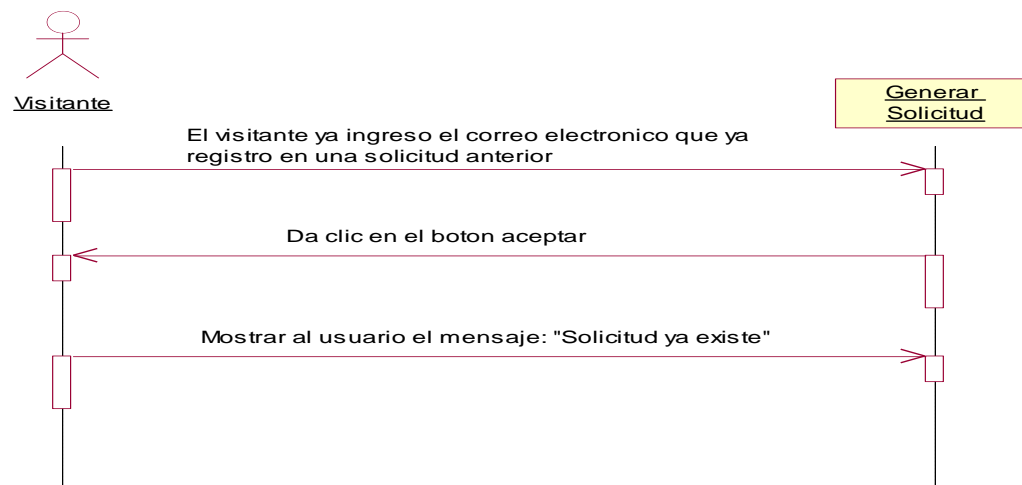 Visitante
Generar
Solicitud
El visitante ya ingreso el correo electronico que ya
registro en una solicitud anterior
Da clic en el boton aceptar
Mostrar al usuario el mensaje: "Solicitud ya existe"